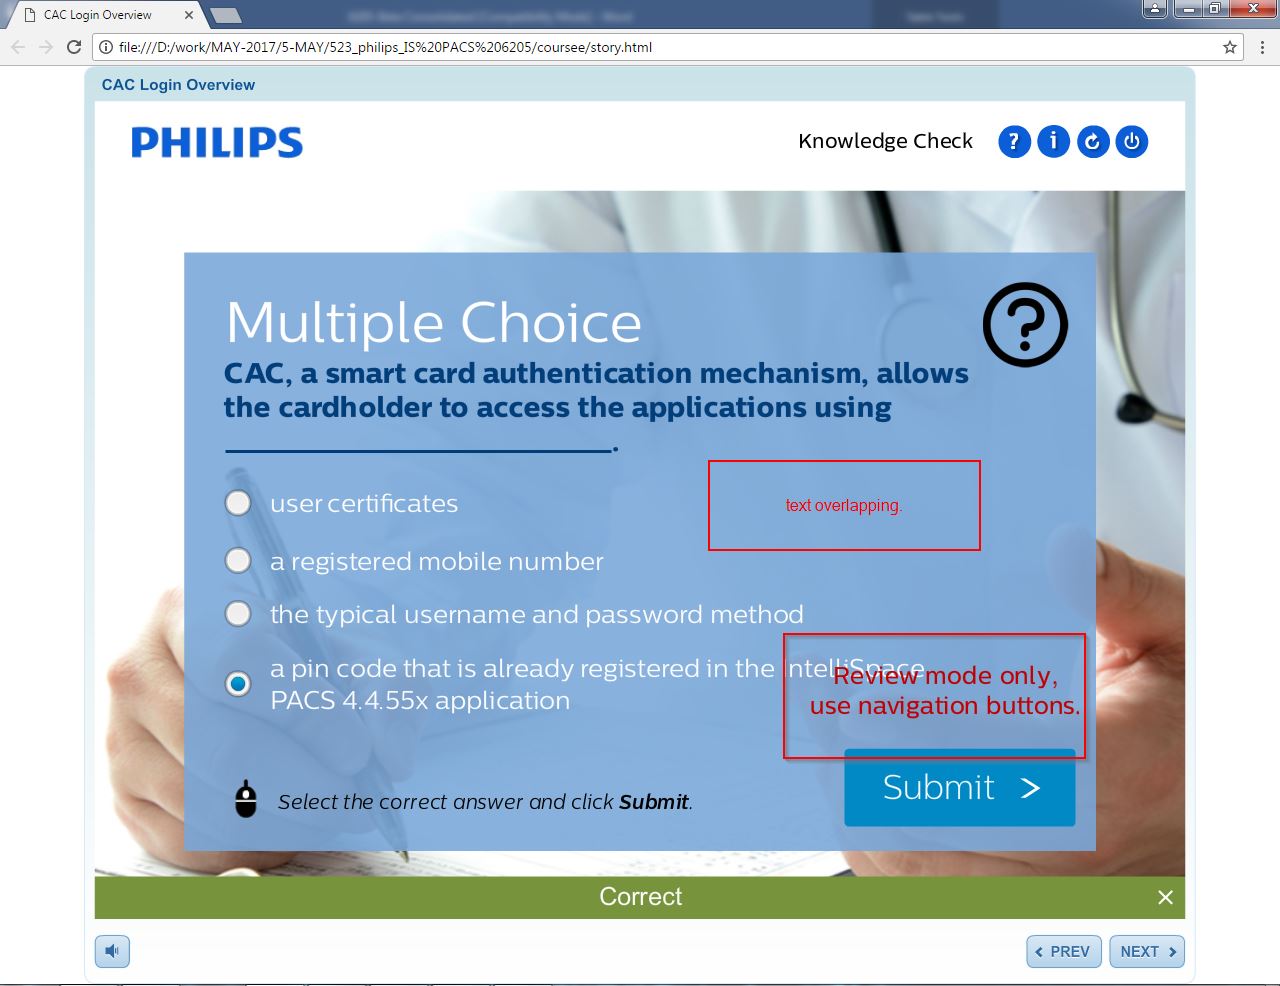 CAC Login Overview
file:///D:/work/MAY-2017/5-MAY/523_philips_IS%20PACS%206205/coursee/story.html
CAC Login Overview
PHILIPS
Knowledge Check
Multiple Choice
CAC, a smart card authentication mechanism, allows
the cardholder to access the applications using
____________________.
user certificates
text overlapping.
a registered mobile number
the typical username and password method
a pin code that is already registered in the IntelliSpace
PACS 4.4.55x application
Review mode only,
use navigation buttons.
Submit >
Select the correct answer and click Submit.
Correct
PREV
NEXT